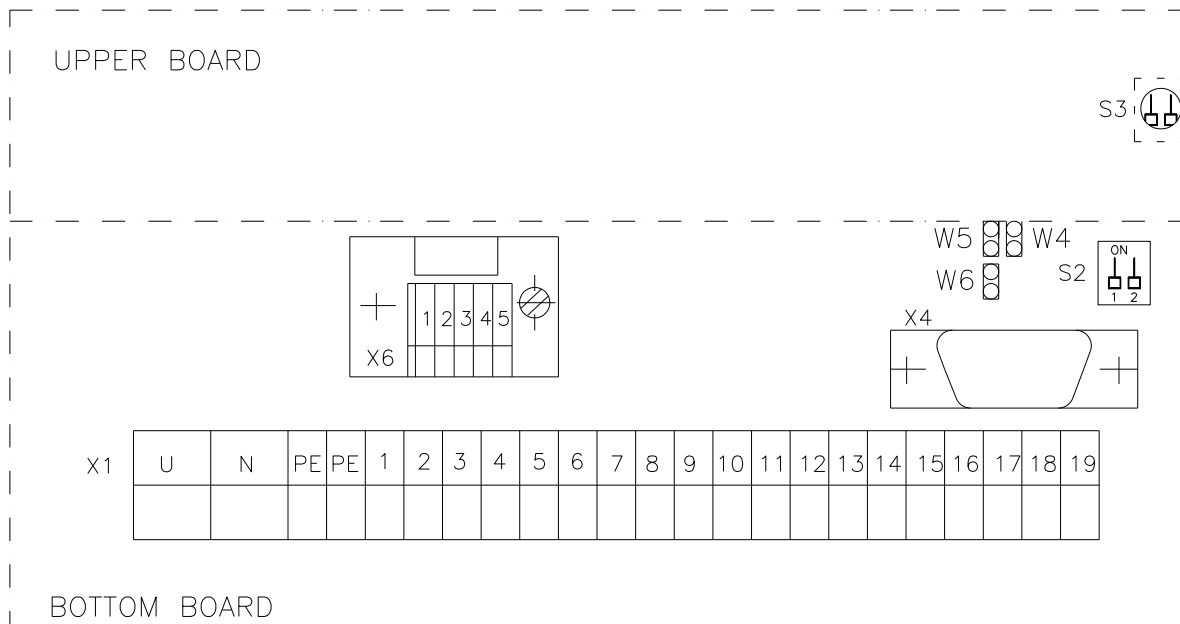 UPPER BOARD
S3
W5 W4
ON
S2
W6
1 2
X4
1 2 3 4 5
X6
X1 U N PE PE 1 2 3 4 5 6 7 8 9 10 11 12 13 14 15 16 17 18 19
BOTTOM BOARD